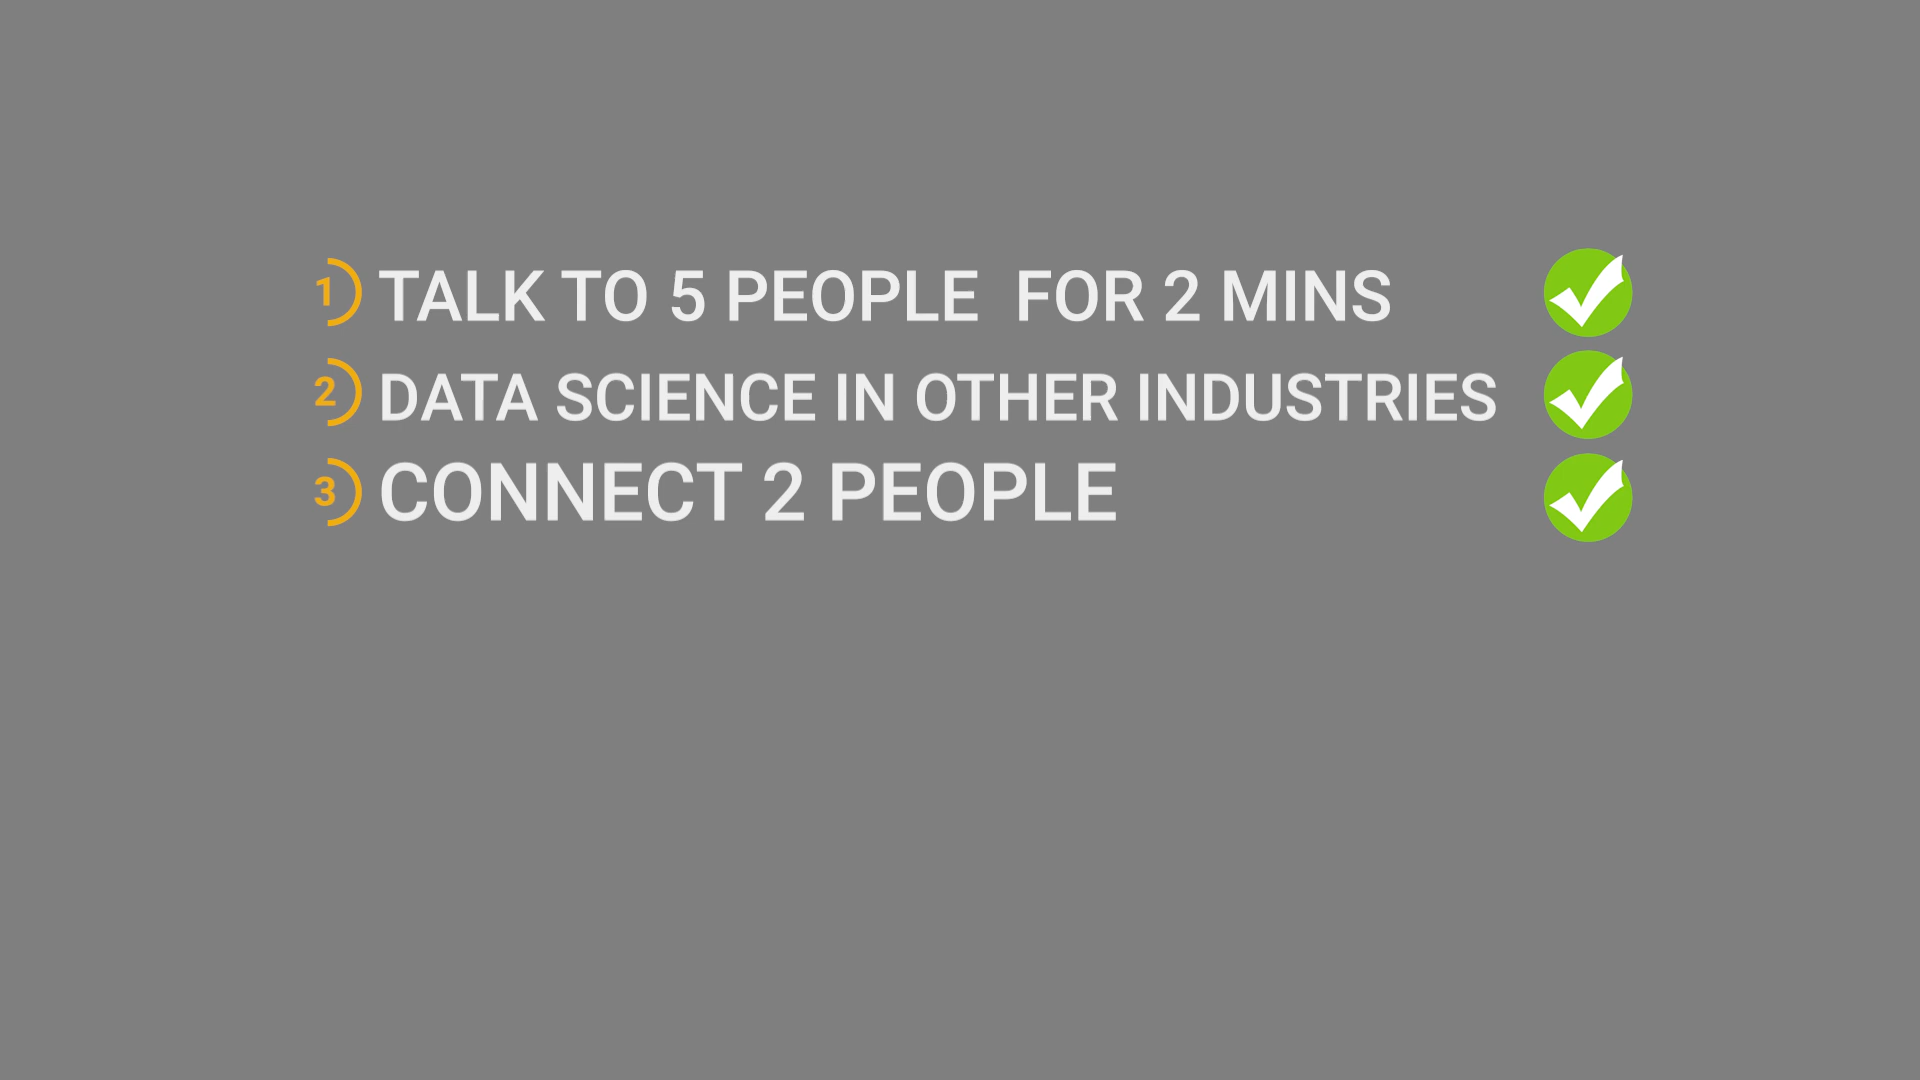 1 TALK TO 5 PEOPLE  FOR 2 MINS
2 DATA SCIENCE IN OTHER INDUSTRIES
3 CONNECT 2 PEOPLE